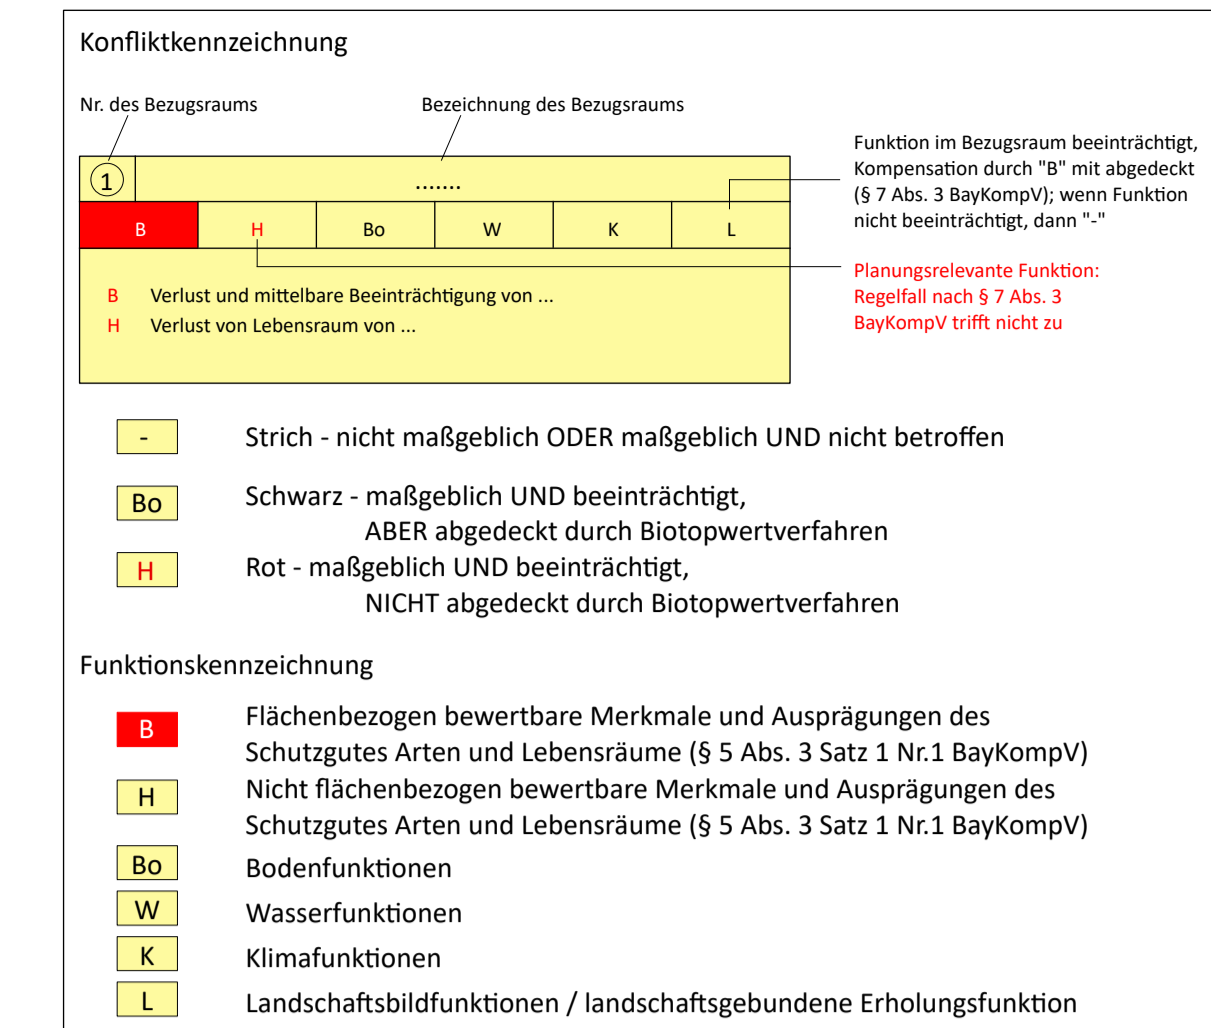 Konfliktkennzeichnung
Nr. des Bezugsraums
Bezeichnung des Bezugsraums
1
.......
B H Bo W K L
B Verlust und mittelbare Beeinträchtigung von ...
H Verlust von Lebensraum von ...
Funktion im Bezugsraum beeinträchtigt,
Kompensation durch "B" mit abgedeckt
(§ 7 Abs. 3 BayKompV); wenn Funktion
nicht beeinträchtigt, dann "-"
Planungsrelevante Funktion:
Regelfall nach § 7 Abs. 3
BayKompV trifft nicht zu
- Strich - nicht maßgeblich ODER maßgeblich UND nicht betroffen
Bo Schwarz - maßgeblich UND beeinträchtigt,
ABER abgedeckt durch Biotopwertverfahren
H Rot - maßgeblich UND beeinträchtigt,
NICHT abgedeckt durch Biotopwertverfahren
Funktionskennzeichnung
B Flächenbezogen bewertbare Merkmale und Ausprägungen des
Schutzgutes Arten und Lebensräume (§ 5 Abs. 3 Satz 1 Nr.1 BayKompV)
H Nicht flächenbezogen bewertbare Merkmale und Ausprägungen des
Schutzgutes Arten und Lebensräume (§ 5 Abs. 3 Satz 1 Nr.1 BayKompV)
Bo Bodenfunktionen
W Wasserfunktionen
K Klimafunktionen
L Landschaftsbildfunktionen / landschaftsgebundene Erholungsfunktion